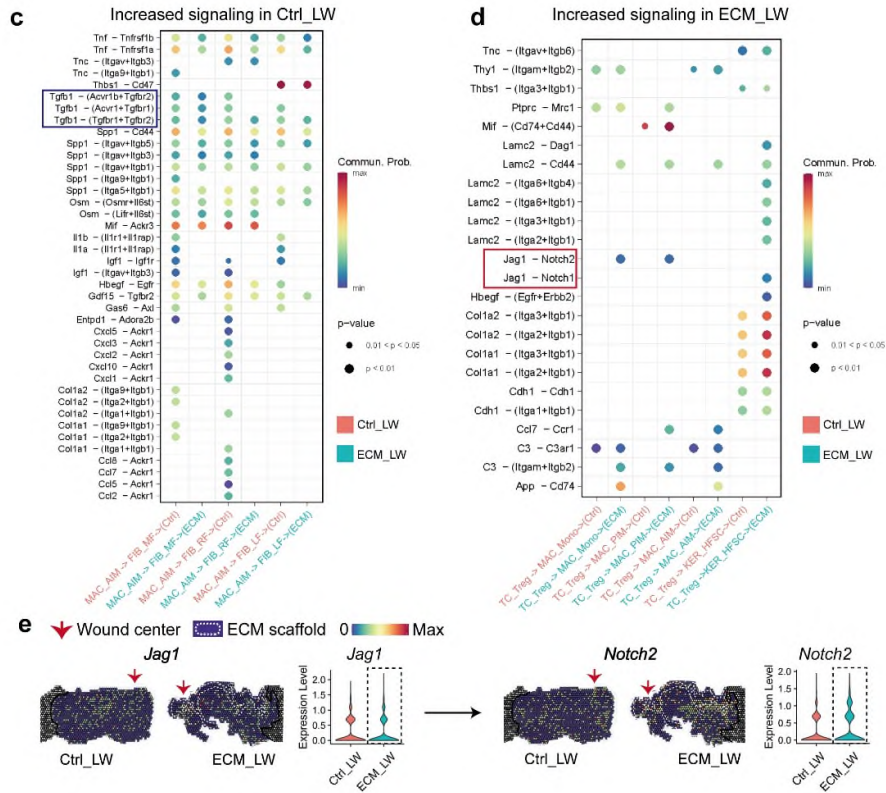 c
Increased signaling in Ctrl_LW
Tnf - Tnfrsf1b
Tnf - Tnfrsf1a
Tnc - (Itgav+Itgb3)
Tnc - (Itga9+Itgb1)
Thbs1 - Cd47
Tgfb1 - (Acvr1b+Tgfbr2)
Tgfb1 - (Acvr1+Tgfbr1)
Tgfb1 - (Tgfbr1+Tgfbr2)
Spp1 - Cd44
Spp1 - (Itgav+Itgb5)
Spp1 - (Itgav+Itgb3)
Spp1 - (Itgav+Itgb1)
Spp1 - (Itga9+Itgb1)
Spp1 - (Itga5+Itgb1)
Osm - (Osmr+Il6st)
Osm - (Lifr+Il6st)
Mif - Ackr3
Il1b - (Il1r1+Il1rap)
Il1a - (Il1r1+Il1rap)
Igf1 - Igf1r
Igf1 - (Itgav+Itgb3)
Hbegf - Egfr
Gdf15 - Tgfbr2
Gas6 - Axl
Entpd1 - Adora2b
Cxcl5 - Ackr1
Cxcl3 - Ackr1
Cxcl2 - Ackr1
Cxcl10 - Ackr1
Cxcl1 - Ackr1
Col1a2 - (Itga9+Itgb1)
Col1a2 - (Itga2+Itgb1)
Col1a2 - (Itga1+Itgb1)
Col1a1 - (Itga9+Itgb1)
Col1a1 - (Itga2+Itgb1)
Col1a1 - (Itga1+Itgb1)
Ccl8 - Ackr1
Ccl7 - Ackr1
Ccl5 - Ackr1
Ccl2 - Ackr1
MAC_AIM -> FIB_MF->(Ctrl)
MAC_AIM -> FIB_MF->(ECM)
MAC_AIM -> FIB_RF->(Ctrl)
MAC_AIM -> FIB_RF->(ECM)
MAC_AIM -> FIB_LF->(Ctrl)
MAC_AIM -> FIB_LF->(ECM)
Commun. Prob.
max
min
p-value
0.01 < p < 0.05
p < 0.01
Ctrl_LW
ECM_LW
d
Increased signaling in ECM_LW
Tnc - (Itgav+Itgb6)
Thy1 - (Itgam+Itgb2)
Thbs1 - (Itga3+Itgb1)
Ptprc - Mrc1
Mif - (Cd74+Cd44)
Lamc2 - Dag1
Lamc2 - Cd44
Lamc2 - (Itga6+Itgb4)
Lamc2 - (Itga6+Itgb1)
Lamc2 - (Itga3+Itgb1)
Lamc2 - (Itga2+Itgb1)
Jag1 - Notch2
Jag1 - Notch1
Hbegf - (Egfr+Erbb2)
Col1a2 - (Itga3+Itgb1)
Col1a2 - (Itga2+Itgb1)
Col1a1 - (Itga3+Itgb1)
Col1a1 - (Itga2+Itgb1)
Cdh1 - Cdh1
Cdh1 - (Itga1+Itgb1)
Ccl7 - Ccr1
C3 - C3ar1
C3 - (Itgam+Itgb2)
App - Cd74
TC_Treg -> MAC_Mono->(Ctrl)
TC_Treg -> MAC_Mono->(ECM)
TC_Treg -> MAC_PIM->(Ctrl)
TC_Treg -> MAC_PIM->(ECM)
TC_Treg -> MAC_AIM->(Ctrl)
TC_Treg -> MAC_AIM->(ECM)
TC_Treg -> KER_HFSC->(Ctrl)
TC_Treg ->KER_HFSC->(ECM)
Commun. Prob.
max
min
p-value
0.01 < p < 0.05
p < 0.01
Ctrl_LW
ECM_LW
e
Wound center
ECM scaffold
0 Max
Jag1
Ctrl_LW
ECM_LW
Jag1
Expression Level
2.0
1.5
1.0
0.5
0.0
Ctrl_LW
ECM_LW
Notch2
Ctrl_LW
ECM_LW
Notch2
Expression Level
2.0
1.5
1.0
0.5
0.0
Ctrl_LW
ECM_LW